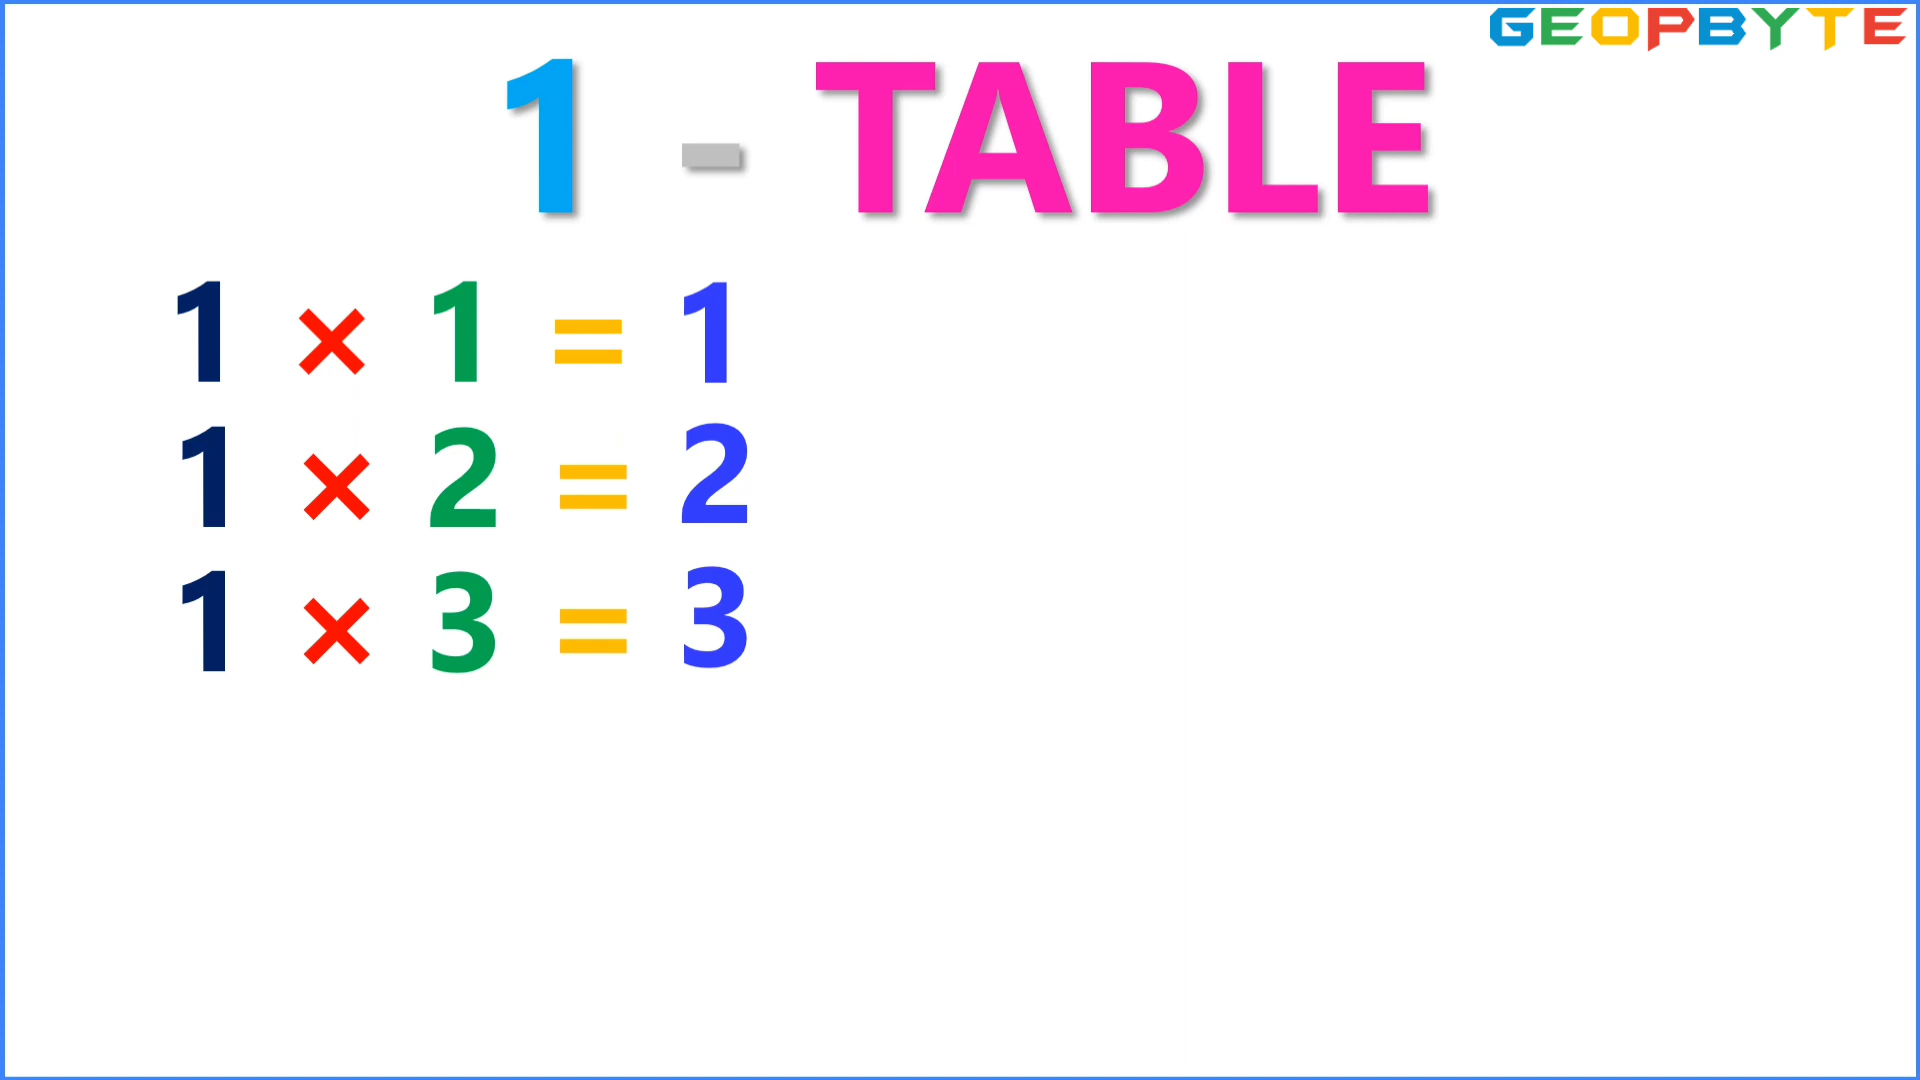 GEOPBYTE
1 - TABLE
1 × 1 = 1
1 × 2 = 2
1 × 3 = 3